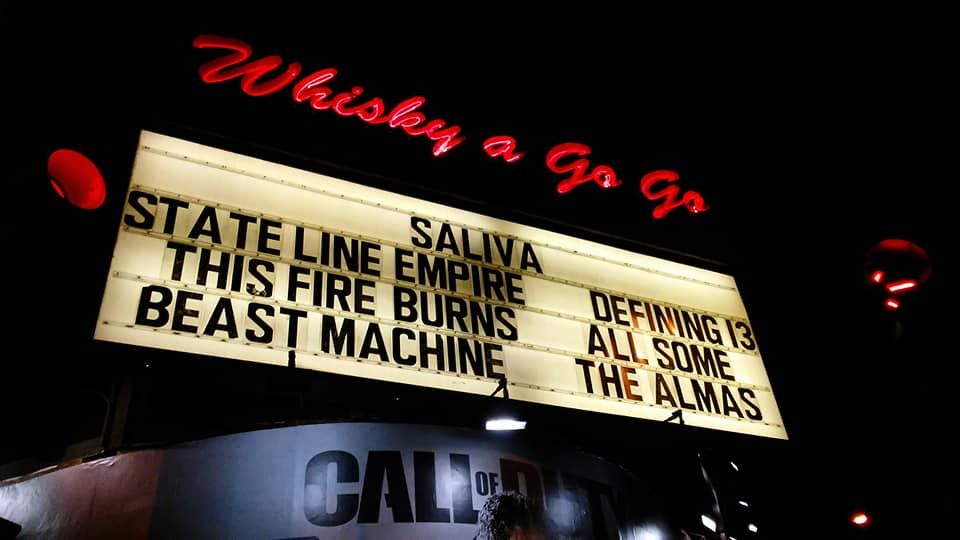 Whisky a Go Go
SALIVA
STATE LINE EMPIRE
DEFINING 13
THIS FIRE BURNS
ALL SOME
BEAST MACHINE
THE ALMAS
CALL OF DUTY